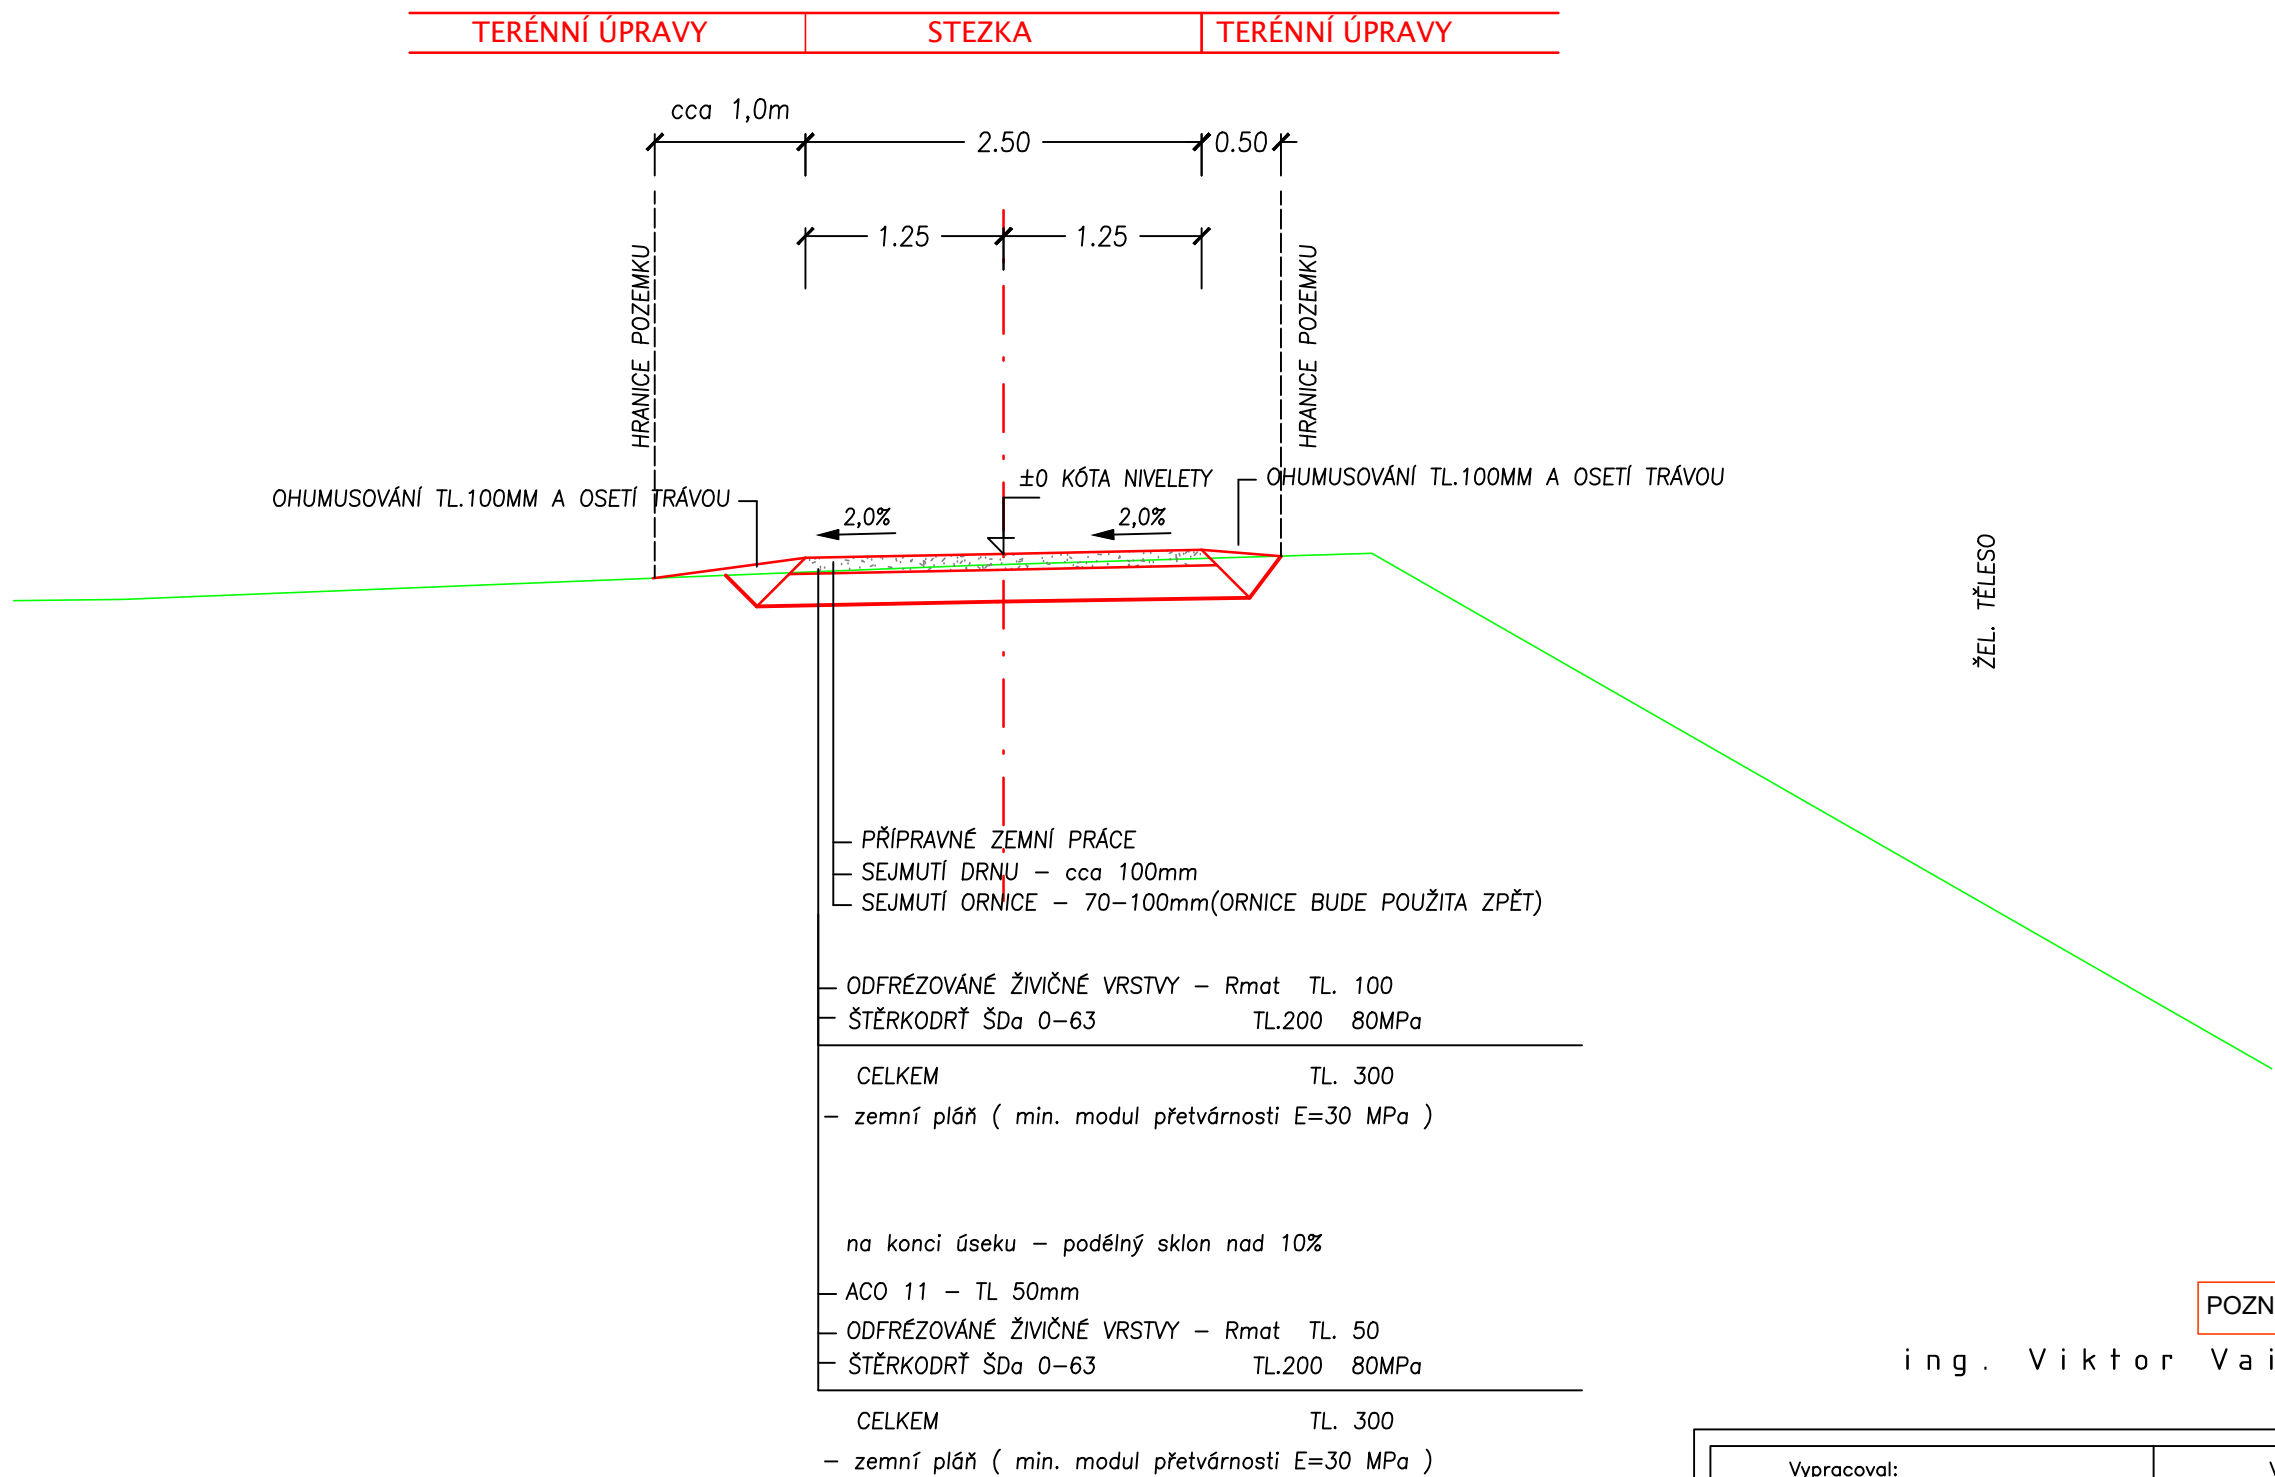 TERÉNNÍ ÚPRAVY STEZKA TERÉNNÍ ÚPRAVY
cca 1,0m
2.50 0.50
1.25 1.25
HRANICE POZEMKU
HRANICE POZEMKU
±0 KÓTA NIVELETY
OHUMUSOVÁNÍ TL.100MM A OSETÍ TRÁVOU
OHUMUSOVÁNÍ TL.100MM A OSETÍ TRÁVOU
2,0% 2,0%
ŽEL. TĚLESO
PŘÍPRAVNÉ ZEMNÍ PRÁCE
SEJMUTÍ DRNU – cca 100mm
SEJMUTÍ ORNICE – 70–100mm(ORNICE BUDE POUŽITA ZPĚT)
ODFRÉZOVÁNÉ ŽIVIČNÉ VRSTVY – Rmat TL. 100
ŠTĚRKODRŤ ŠDa 0–63 TL.200 80MPa
CELKEM TL. 300
– zemní pláň ( min. modul přetvárnosti E=30 MPa )
na konci úseku – podélný sklon nad 10%
ACO 11 – TL 50mm
ODFRÉZOVÁNÉ ŽIVIČNÉ VRSTVY – Rmat TL. 50
ŠTĚRKODRŤ ŠDa 0–63 TL.200 80MPa
CELKEM TL. 300
– zemní pláň ( min. modul přetvárnosti E=30 MPa )
POZN
ing. Viktor Vai
Vypracoval: